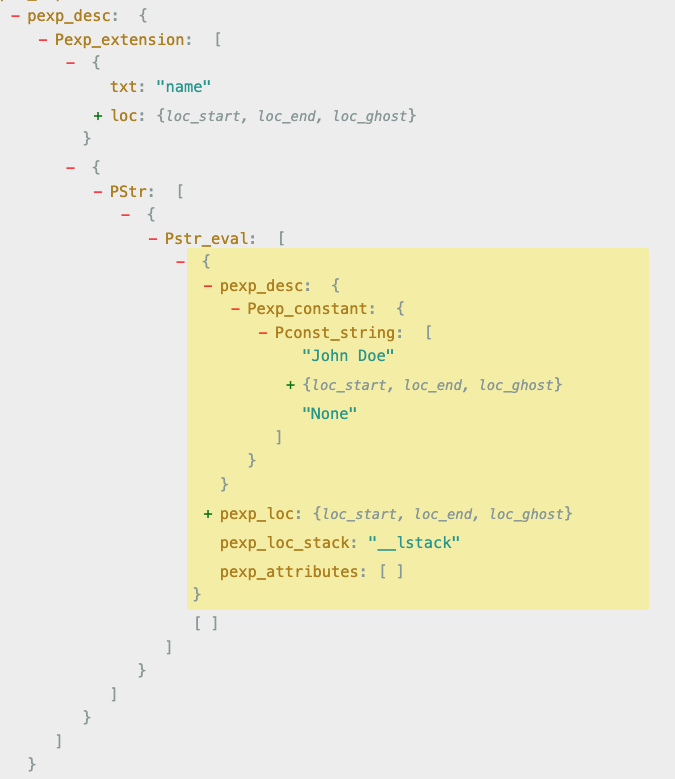 − pexp_desc: {
− Pexp_extension: [
− {
txt: "name"
+ loc: {loc_start, loc_end, loc_ghost}
}
− {
− PStr: [
− {
− Pstr_eval: [
− {
− pexp_desc: {
− Pexp_constant: {
− Pconst_string: [
"John Doe"
+ {loc_start, loc_end, loc_ghost}
"None"
]
}
}
+ pexp_loc: {loc_start, loc_end, loc_ghost}
pexp_loc_stack: "__lstack"
pexp_attributes: [ ]
}
[ ]
]
}
]
}
]
}